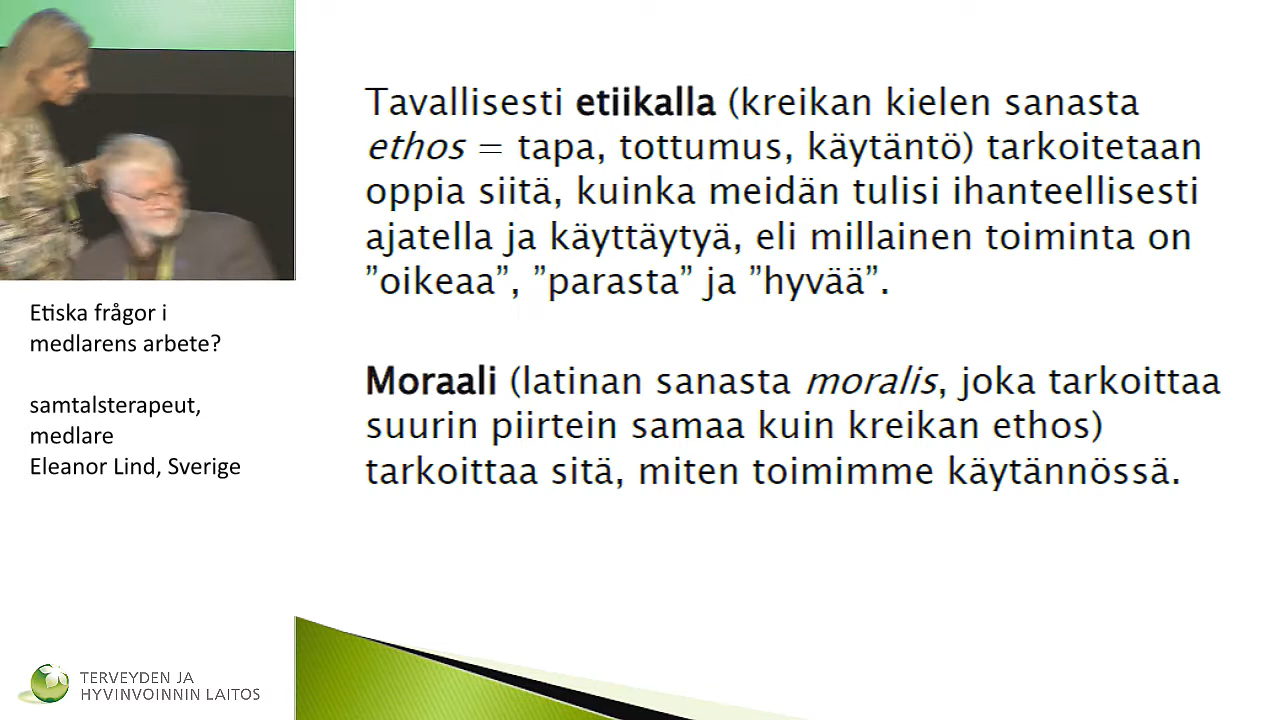 Tavallisesti etiikalla (kreikan kielen sanasta
ethos = tapa, tottumus, käytäntö) tarkoitetaan
oppia siitä, kuinka meidän tulisi ihanteellisesti
ajatella ja käyttäytyä, eli millainen toiminta on
”oikeaa”, ”parasta” ja ”hyvää”.
Moraali (latinan sanasta moralis, joka tarkoittaa
suurin piirtein samaa kuin kreikan ethos)
tarkoittaa sitä, miten toimimme käytännössä.
Etiska frågor i
medlarens arbete?
samtalsterapeut,
medlare
Eleanor Lind, Sverige
TERVEYDEN JA
HYVINVOINNIN LAITOS